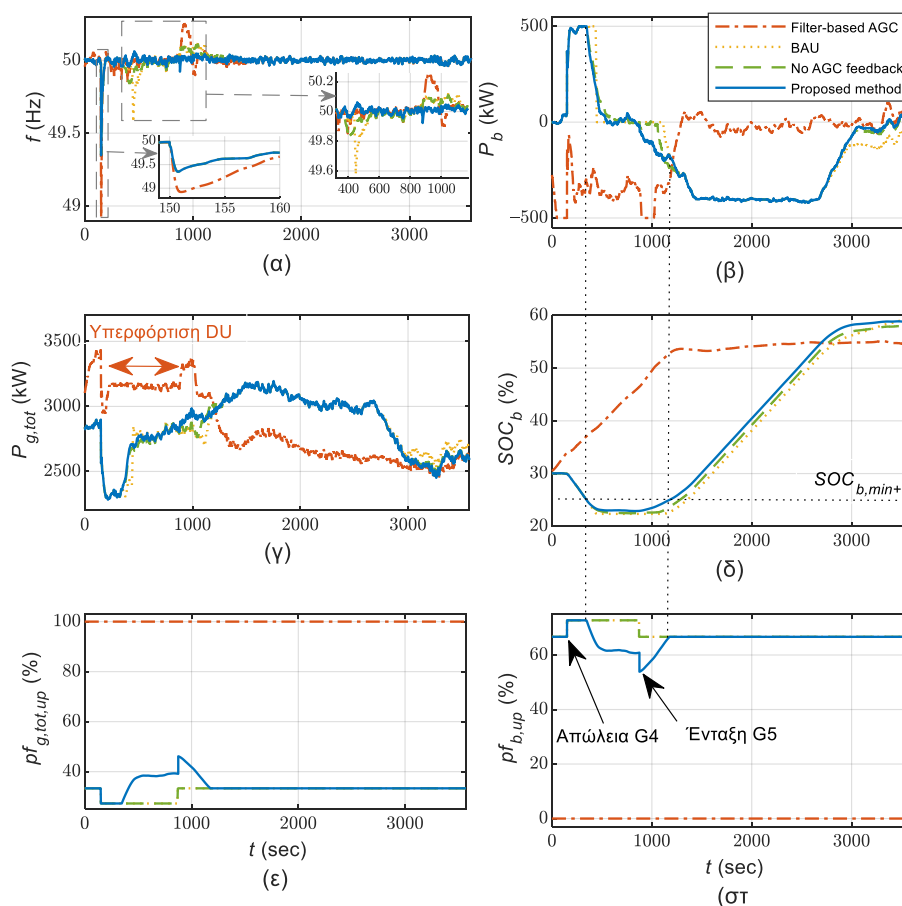 50
49.5
49
f (Hz)
0
1000
2000
3000
50
49.5
49
150
155
160
50.2
50
49.8
49.6
400
600
800
1000
(α)
500
0
−500
P_b (kW)
0
1000
2000
3000
Filter-based AGC
BAU
No AGC feedback
Proposed method
(β)
3500
3000
2500
P_g,tot (kW)
Υπερφόρτιση DU
0
1000
2000
3000
(γ)
60
50
40
30
20
SOC_b (%)
SOC_b,min+
0
1000
2000
3000
(δ)
100
80
60
40
pf_g,tot,up (%)
0
1000
2000
3000
t (sec)
(ε)
60
40
20
0
pf_b,up (%)
Απώλεια G4
Ένταξη G5
0
1000
2000
3000
t (sec)
(στ